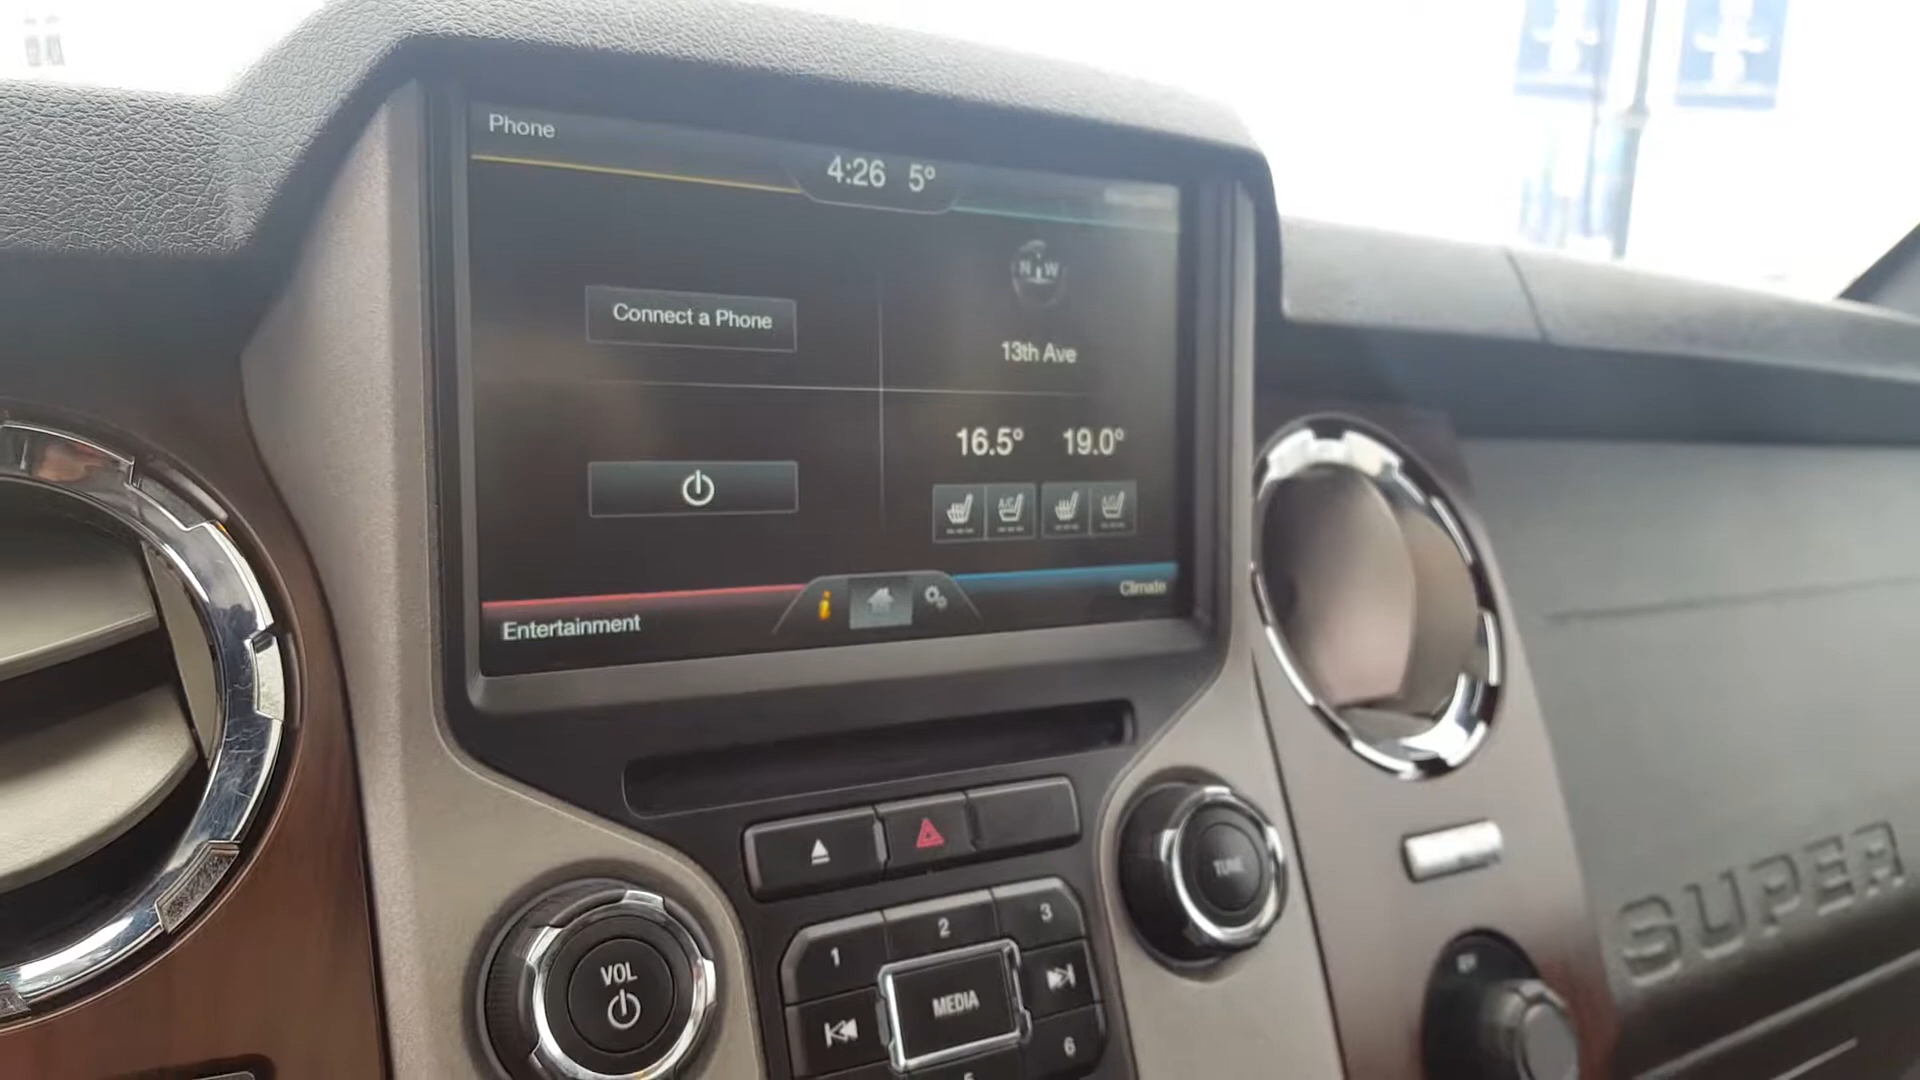 Phone
4:26 5°
N W
Connect a Phone
13th Ave
16.5° 19.0°
A/C A/C
Entertainment
i
Climate
TUNE
1 2 3
VOL
MEDIA
6
SUPER